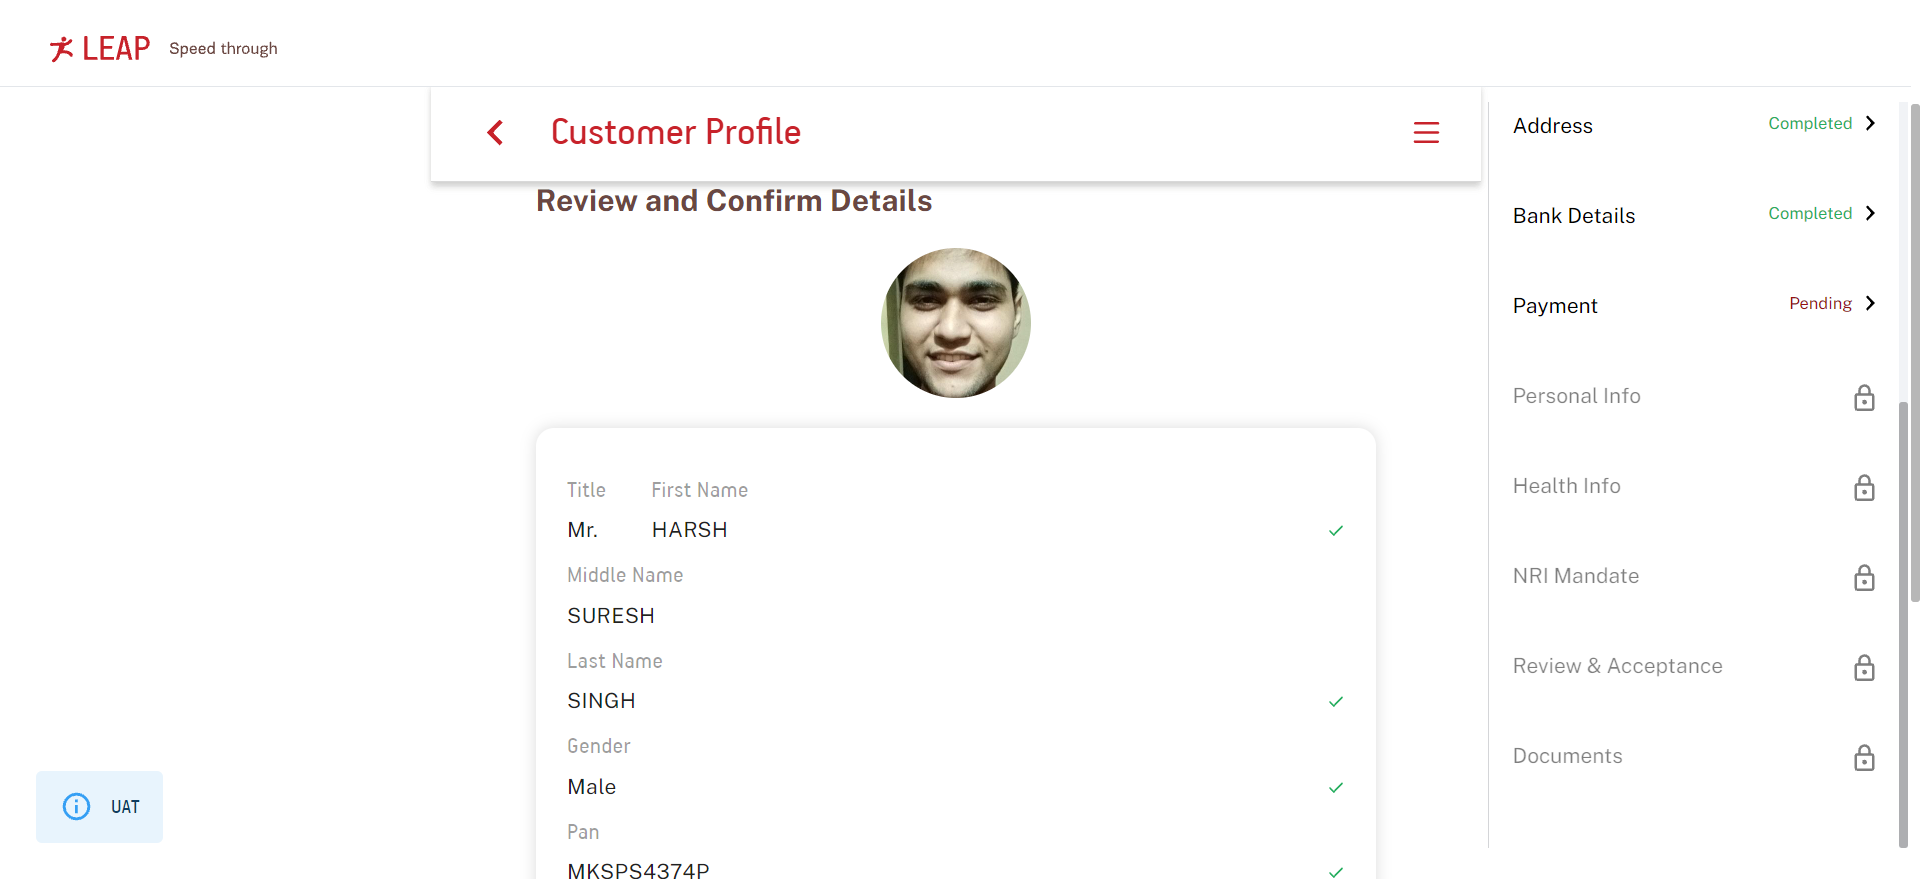 LEAP Speed through
Customer Profile
Review and Confirm Details
Title First Name
Mr. HARSH
Middle Name
SURESH
Last Name
SINGH
Gender
Male
Pan
MKSPS4374P
Address Completed
Bank Details Completed
Payment Pending
Personal Info
Health Info
NRI Mandate
Review & Acceptance
Documents
UAT